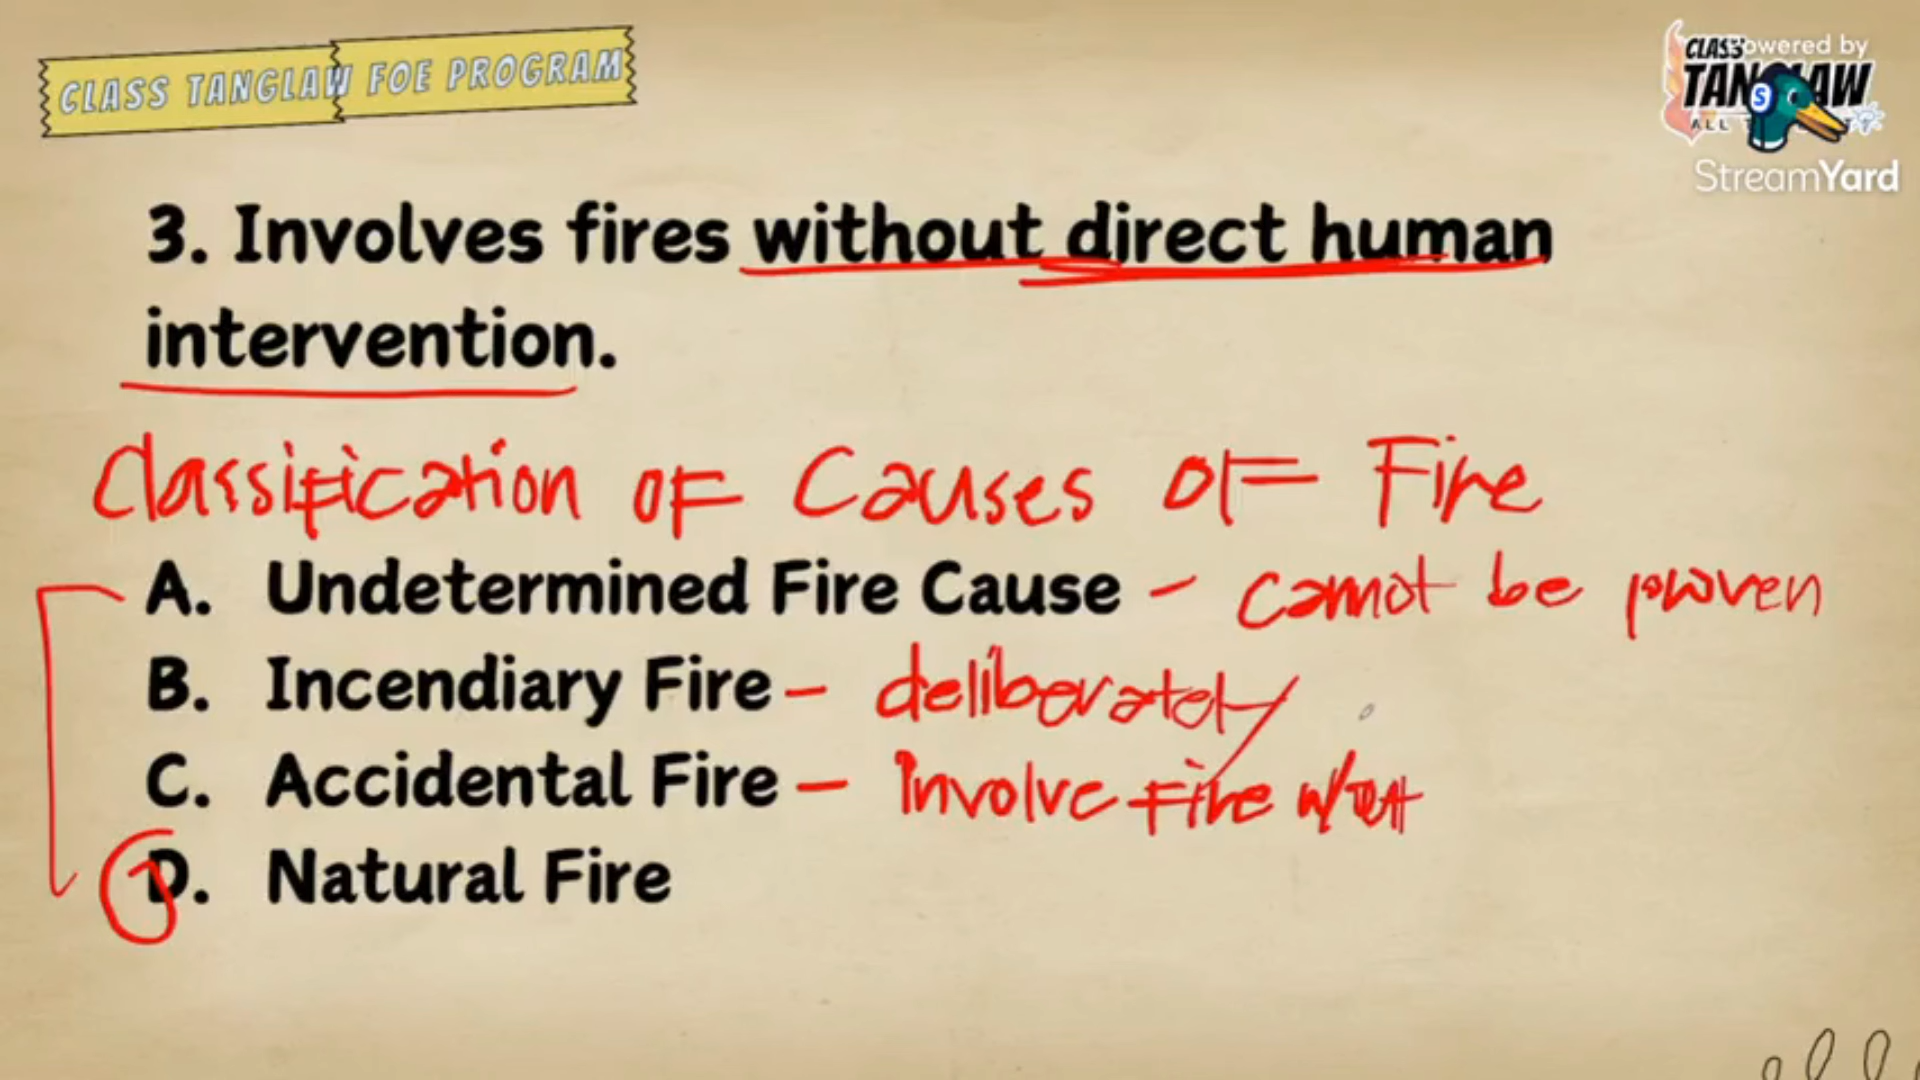 CLASS TANGLAW FOE PROGRAM
Powered by
CLASS
TANGLAW
StreamYard
3. Involves fires without direct human
intervention.
Classification OF Causes OF Fire
A. Undetermined Fire Cause - cannot be proven
B. Incendiary Fire - deliberately
C. Accidental Fire - Involve Fire w/out
D. Natural Fire